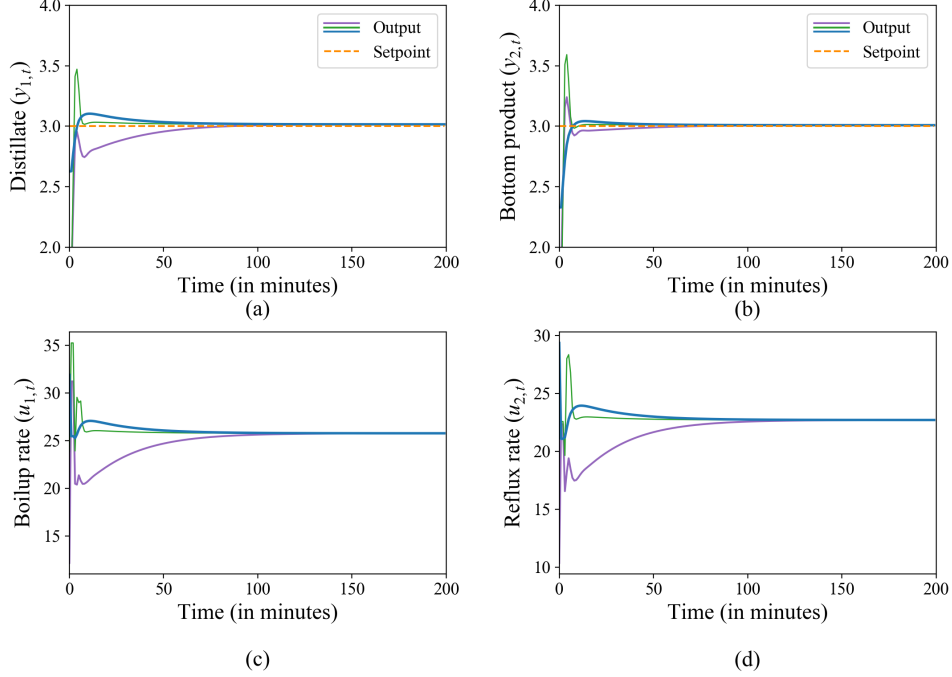 4.0
3.5
3.0
2.5
2.0
Distillate (y1,t)
Output
Setpoint
0
50
100
150
200
Time (in minutes)
(a)
4.0
3.5
3.0
2.5
2.0
Bottom product (y2,t)
Output
Setpoint
0
50
100
150
200
Time (in minutes)
(b)
35
30
25
20
15
Boilup rate (u1,t)
0
50
100
150
200
Time (in minutes)
(c)
30
25
20
15
10
Reflux rate (u2,t)
0
50
100
150
200
Time (in minutes)
(d)